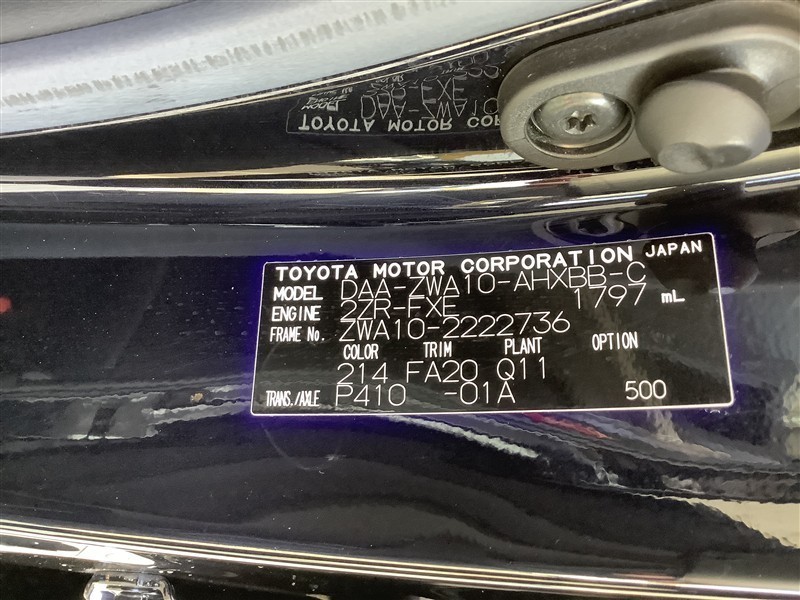 TOYOTA MOTOR CORPORATION JAPAN
MODEL DAA-ZWA10-AHXBB-C
ENGINE 2ZR-FXE 1797 mL
FRAME No. ZWA10-2222736
COLOR TRIM PLANT OPTION
214 FA20 Q11
TRANS./AXLE P410 -01A 500